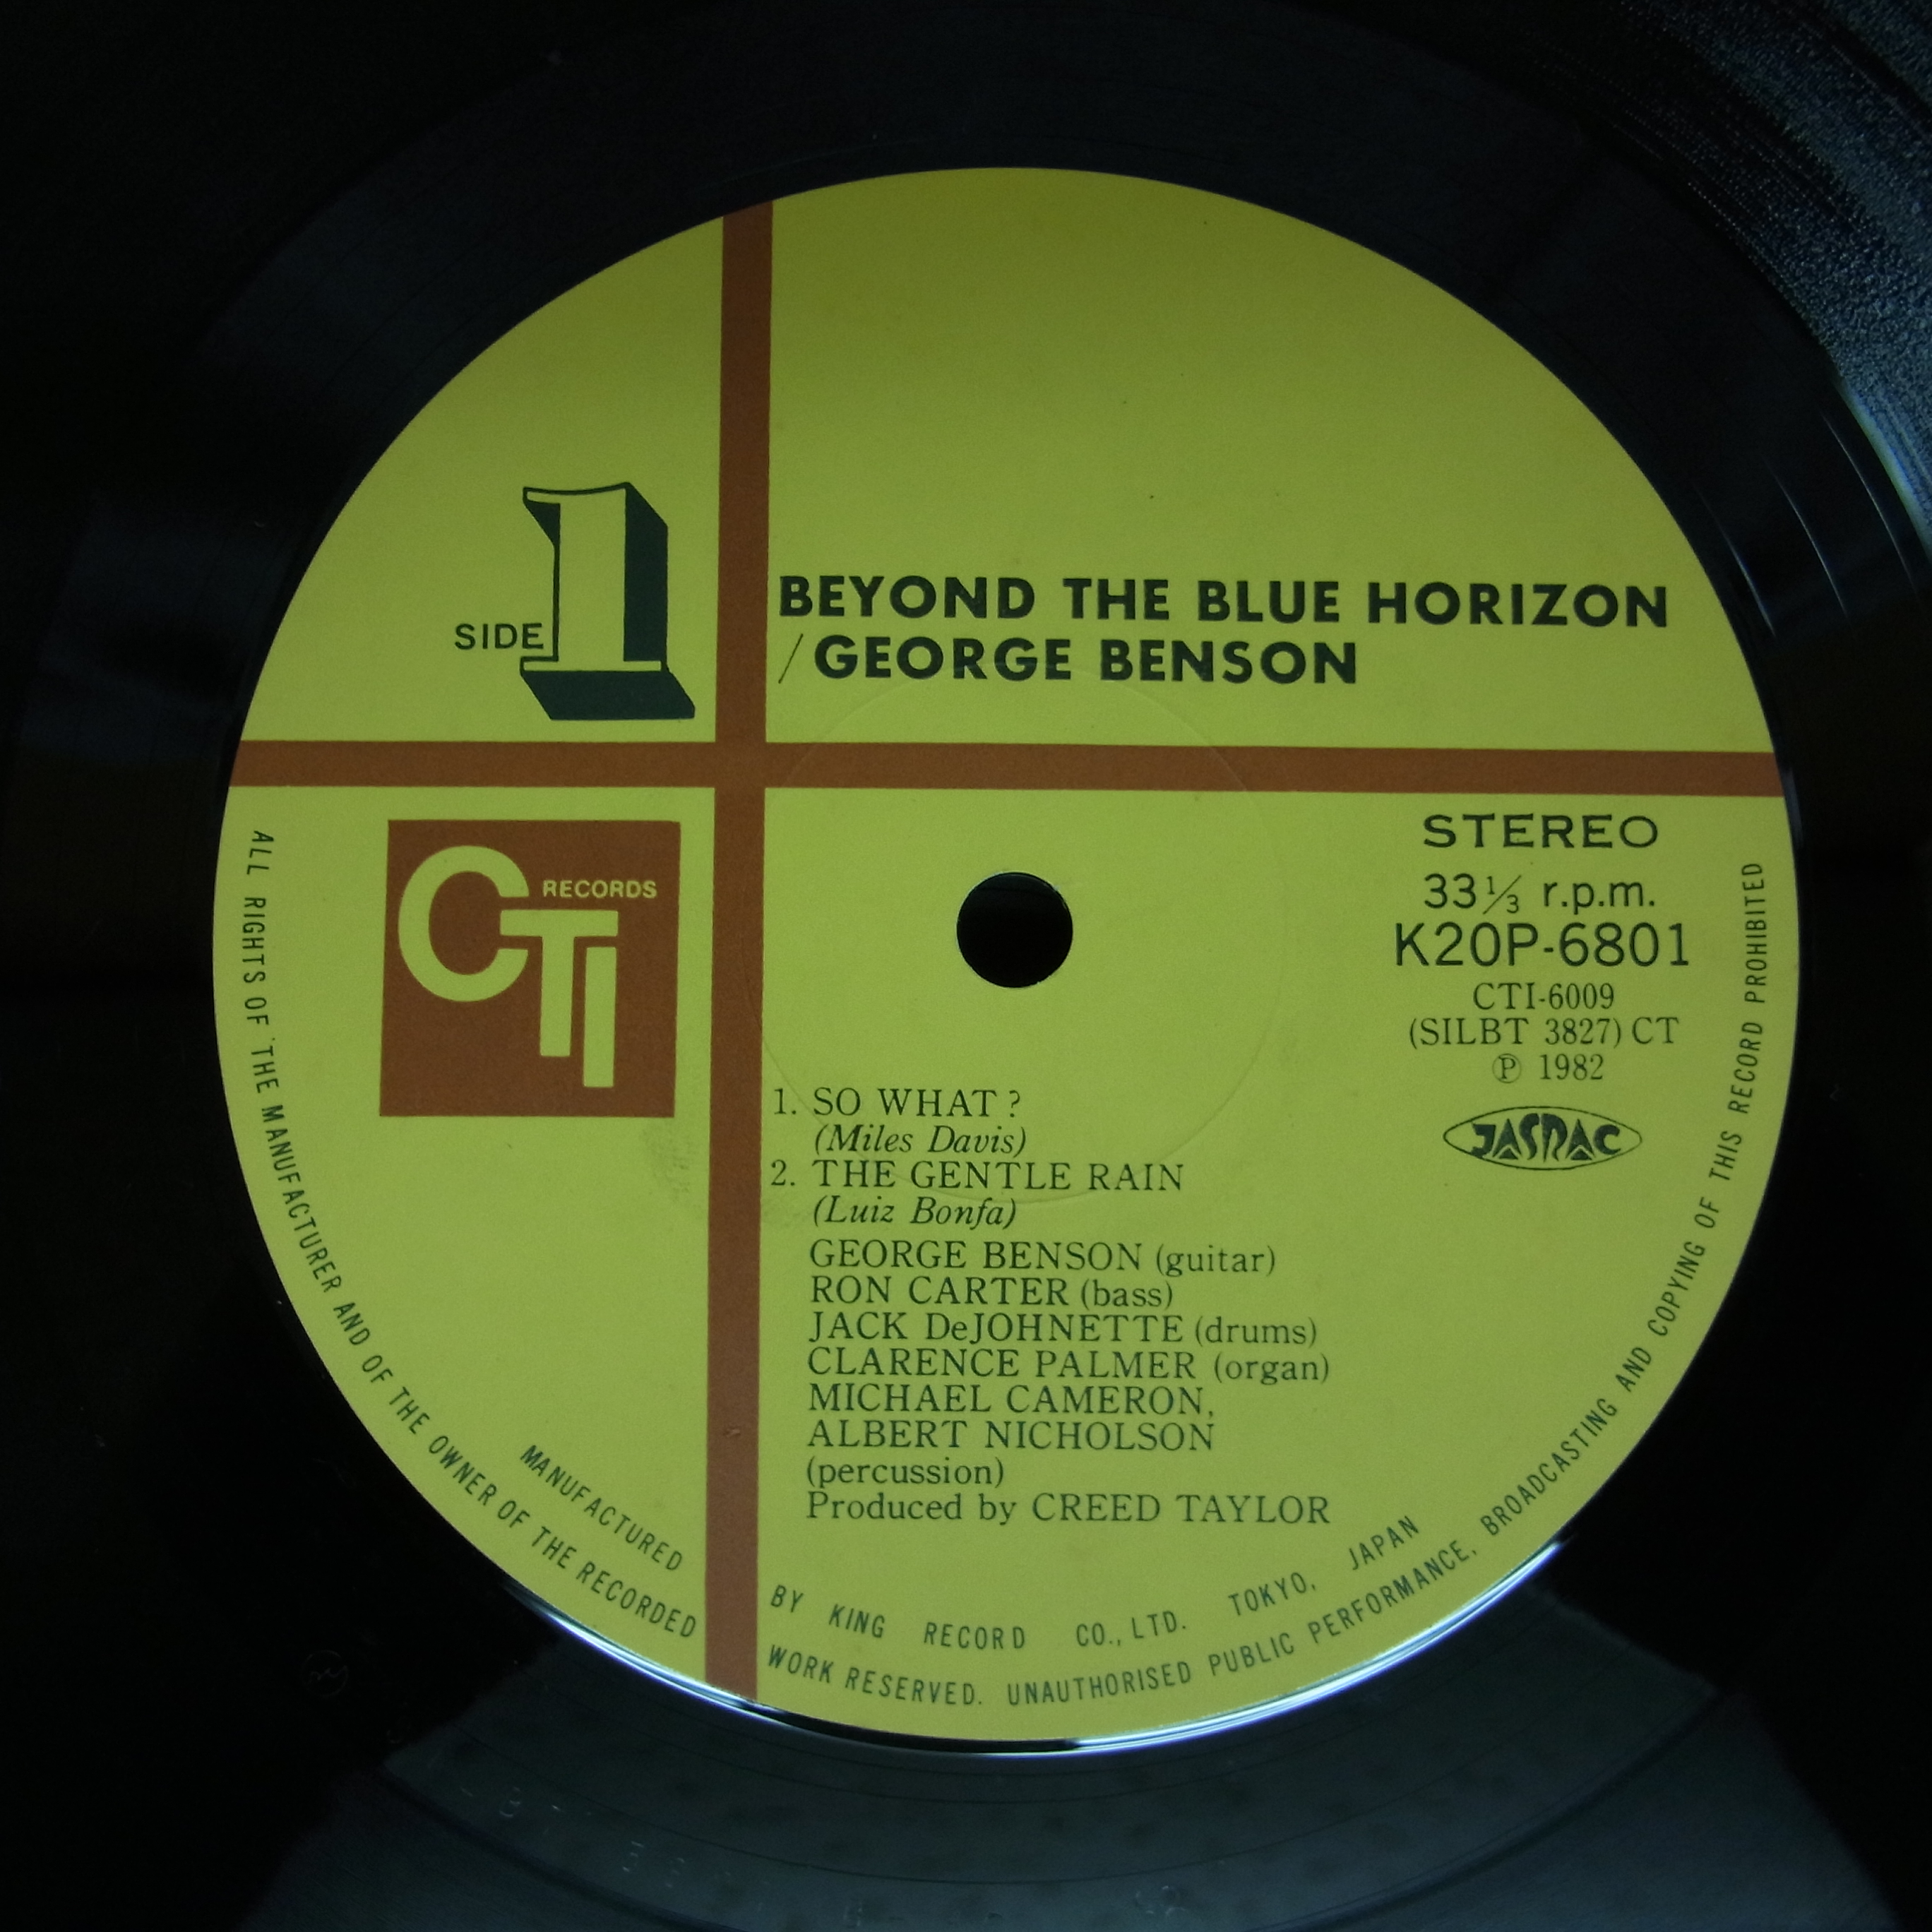 SIDE 1
BEYOND THE BLUE HORIZON
/GEORGE BENSON
CTI RECORDS
STEREO
33⅓ r.p.m.
K20P-6801
CTI-6009
(SILBT 3827) CT
Ⓟ 1982
JASRAC
1. SO WHAT?
(Miles Davis)
2. THE GENTLE RAIN
(Luiz Bonfa)
GEORGE BENSON (guitar)
RON CARTER (bass)
JACK DeJOHNETTE (drums)
CLARENCE PALMER (organ)
MICHAEL CAMERON,
ALBERT NICHOLSON
(percussion)
Produced by CREED TAYLOR
MANUFACTURED BY KING RECORD CO., LTD. TOKYO, JAPAN
ALL RIGHTS OF THE MANUFACTURER AND OF THE OWNER OF THE RECORDED WORK RESERVED. UNAUTHORISED PUBLIC PERFORMANCE, BROADCASTING AND COPYING OF THIS RECORD PROHIBITED